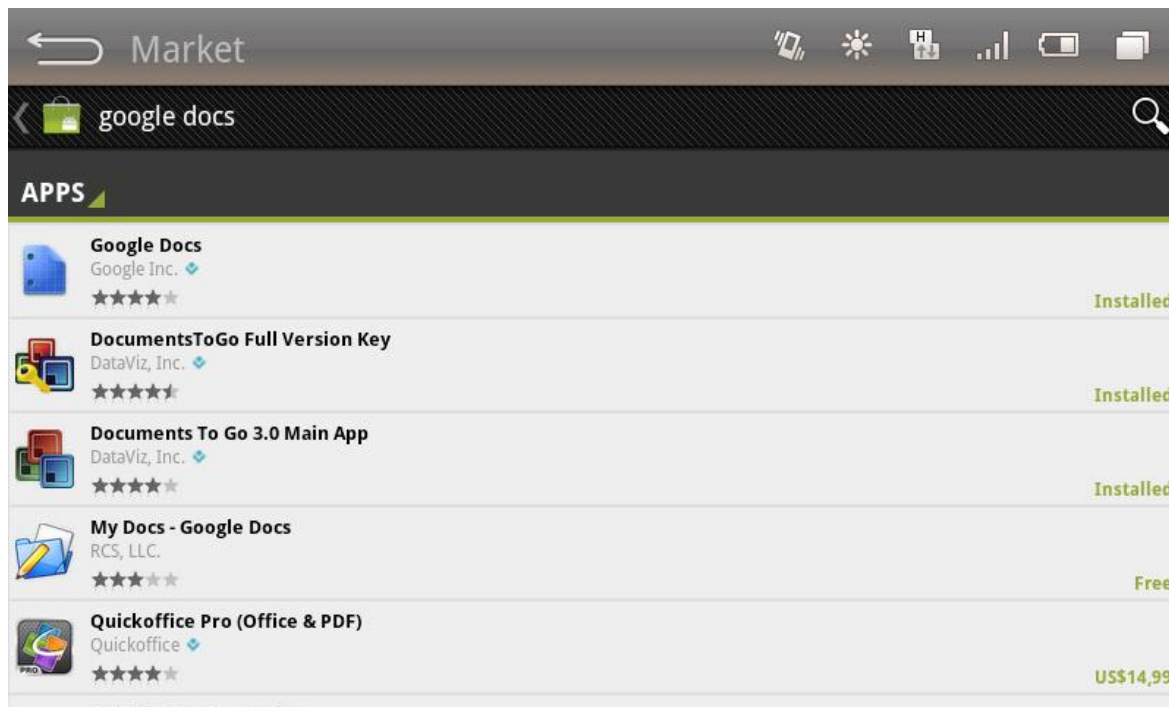 Market
H
google docs
APPS
Google Docs
Google Inc.
Installed
DocumentsToGo Full Version Key
DataViz, Inc.
Installed
Documents To Go 3.0 Main App
DataViz, Inc.
Installed
My Docs - Google Docs
RCS, LLC.
Free
Quickoffice Pro (Office & PDF)
Quickoffice
PRO
US$14,99